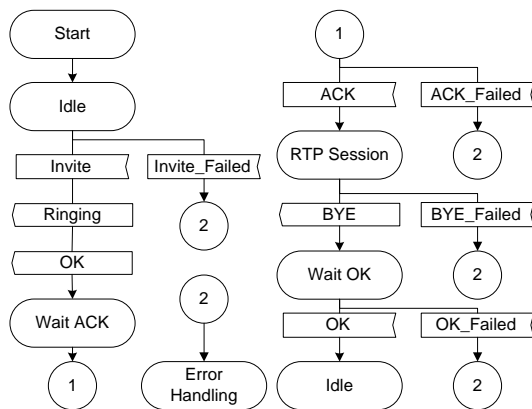 Start
Idle
Invite
Invite_Failed
Ringing
2
OK
Wait ACK
1
2
Error
Handling
1
ACK
ACK_Failed
RTP Session
2
BYE
BYE_Failed
Wait OK
2
OK
OK_Failed
Idle
2